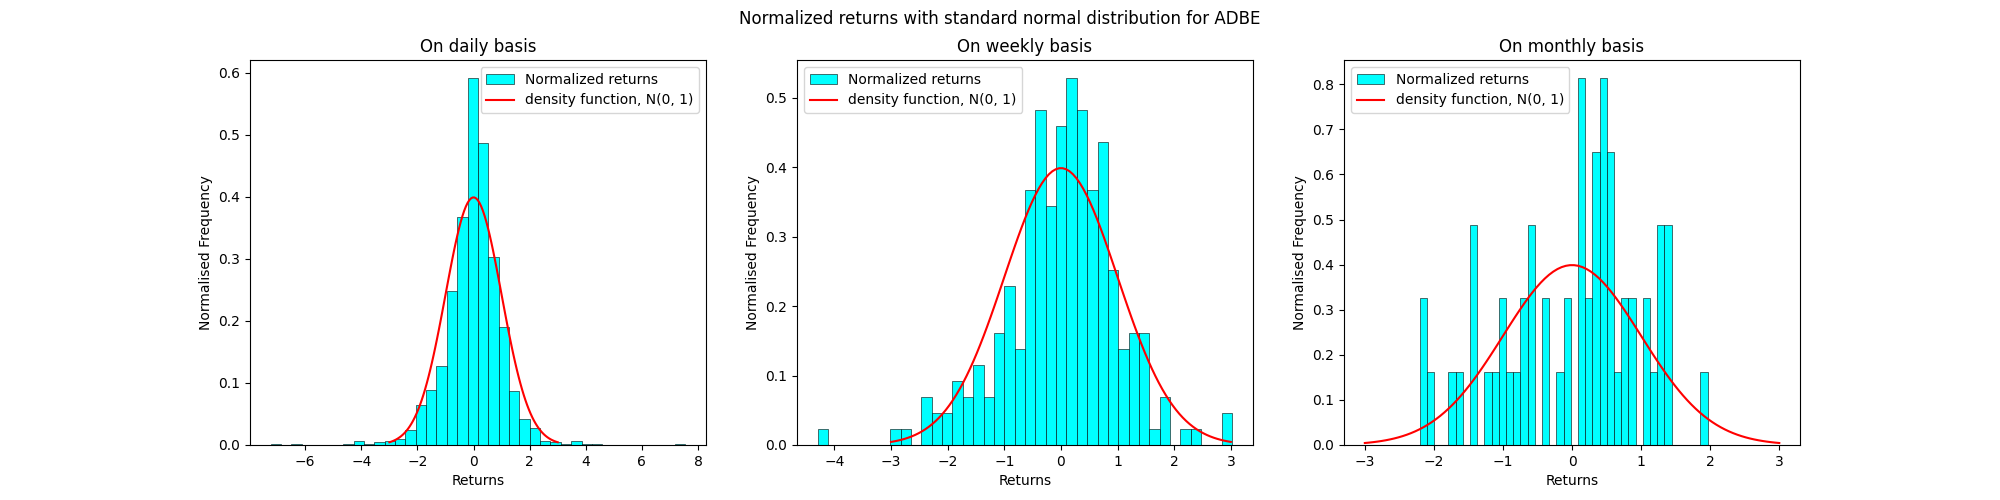 Normalized returns with standard normal distribution for ADBE
On daily basis
Normalized returns
density function, N(0, 1)
Normalised Frequency
0.6
0.5
0.4
0.3
0.2
0.1
0.0
−6 −4 −2 0 2 4 6 8
Returns
On weekly basis
Normalized returns
density function, N(0, 1)
Normalised Frequency
0.5
0.4
0.3
0.2
0.1
0.0
−4 −3 −2 −1 0 1 2 3
Returns
On monthly basis
Normalized returns
density function, N(0, 1)
Normalised Frequency
0.8
0.7
0.6
0.5
0.4
0.3
0.2
0.1
0.0
−3 −2 −1 0 1 2 3
Returns